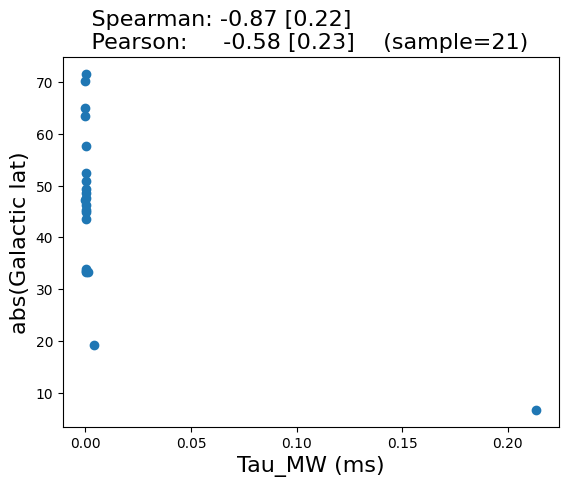 Spearman: -0.87 [0.22]
Pearson: -0.58 [0.23] (sample=21)
abs(Galactic lat)
70
60
50
40
30
20
10
0.00 0.05 0.10 0.15 0.20
Tau_MW (ms)